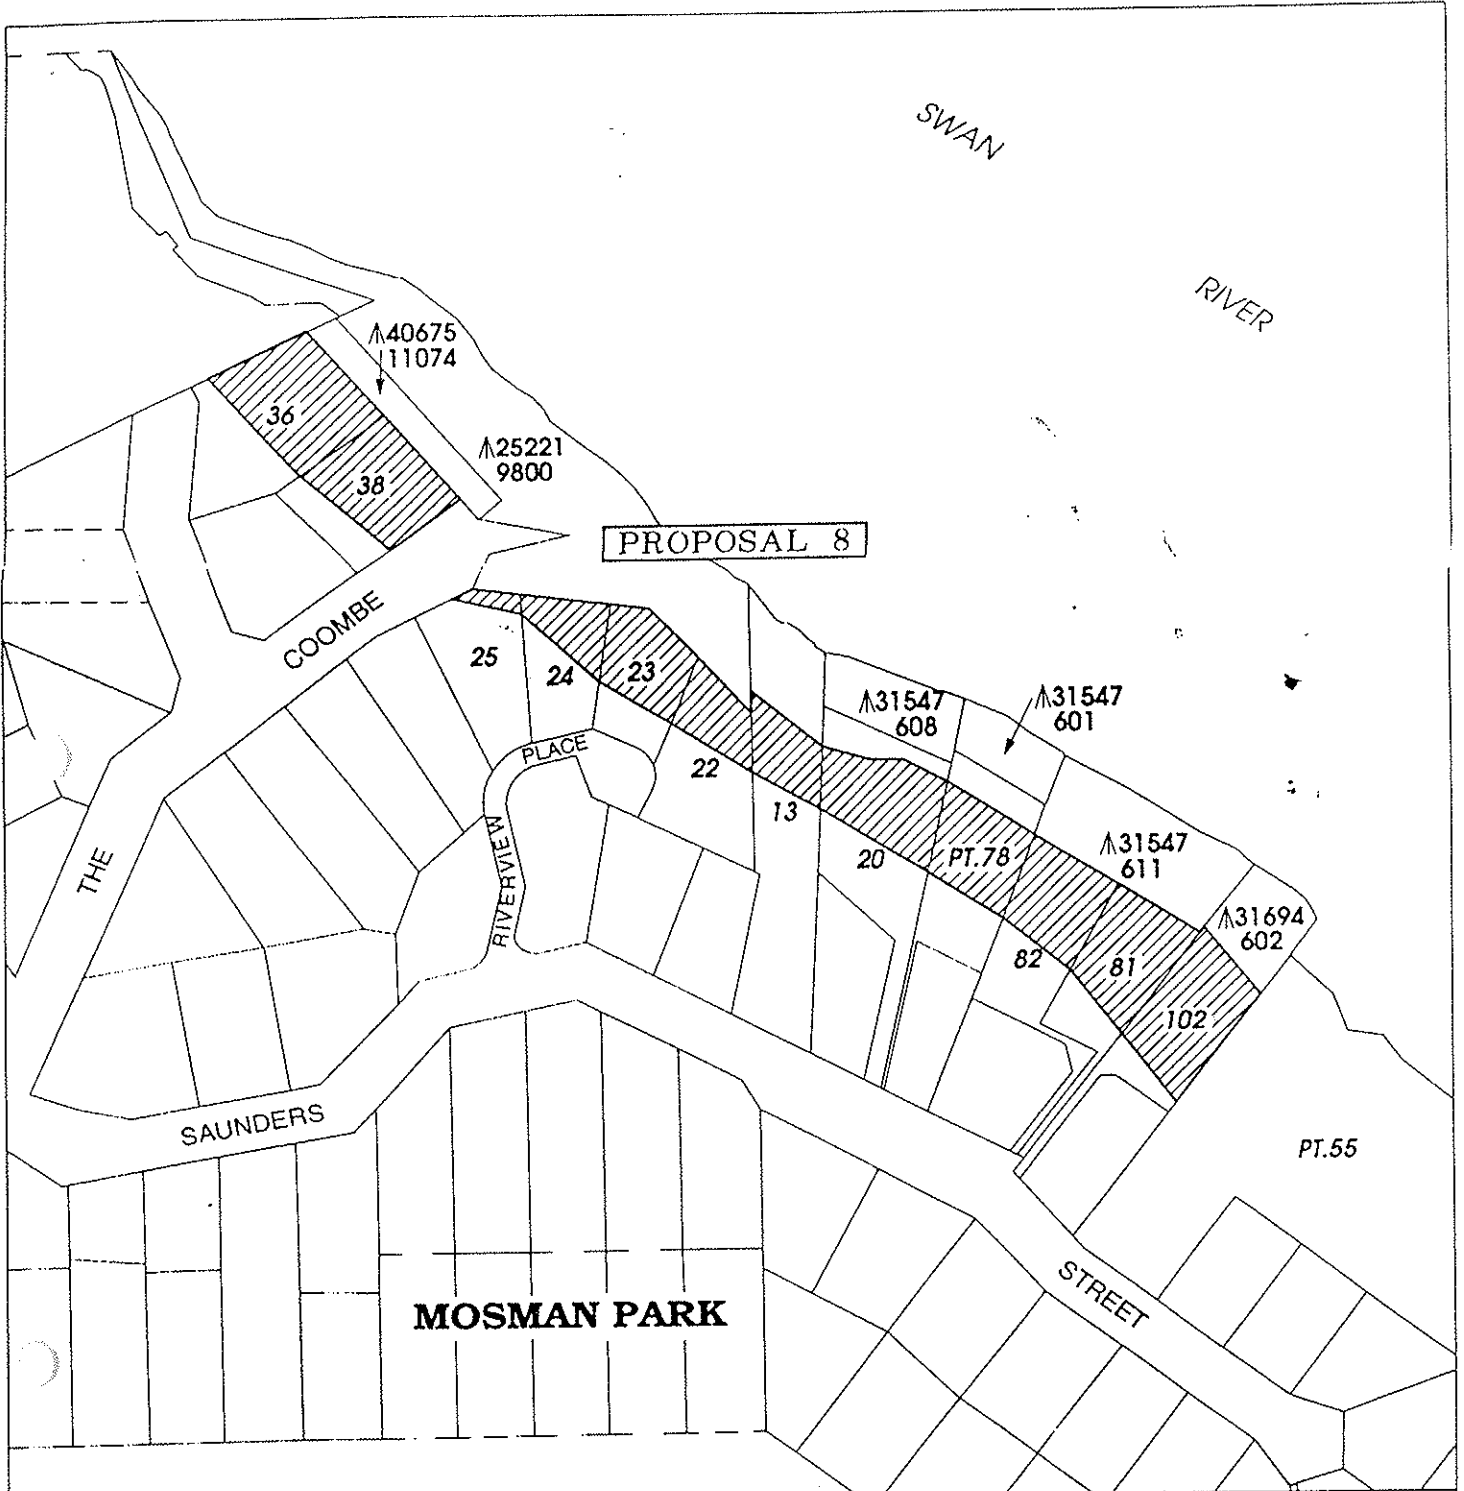 SWAN
RIVER
40675
11074
36
25221
9800
38
PROPOSAL 8
THE COOMBE
25
24
23
31547
608
31547
601
PLACE
22
13
20
PT.78
31547
611
RIVERVIEW
31694
602
82
81
102
SAUNDERS
PT.55
STREET
MOSMAN PARK